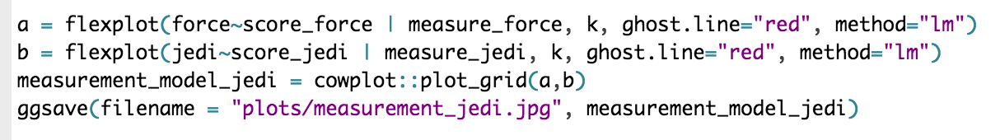 a = flexplot(force~score_force | measure_force, k, ghost.line="red", method="lm")
b = flexplot(jedi~score_jedi | measure_jedi, k, ghost.line="red", method="lm")
measurement_model_jedi = cowplot::plot_grid(a,b)
ggsave(filename = "plots/measurement_jedi.jpg", measurement_model_jedi)